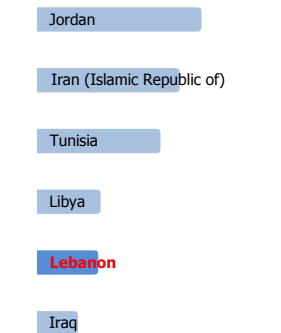 Jordan
Iran (Islamic Republic of)
Tunisia
Libya
Lebanon
Iraq